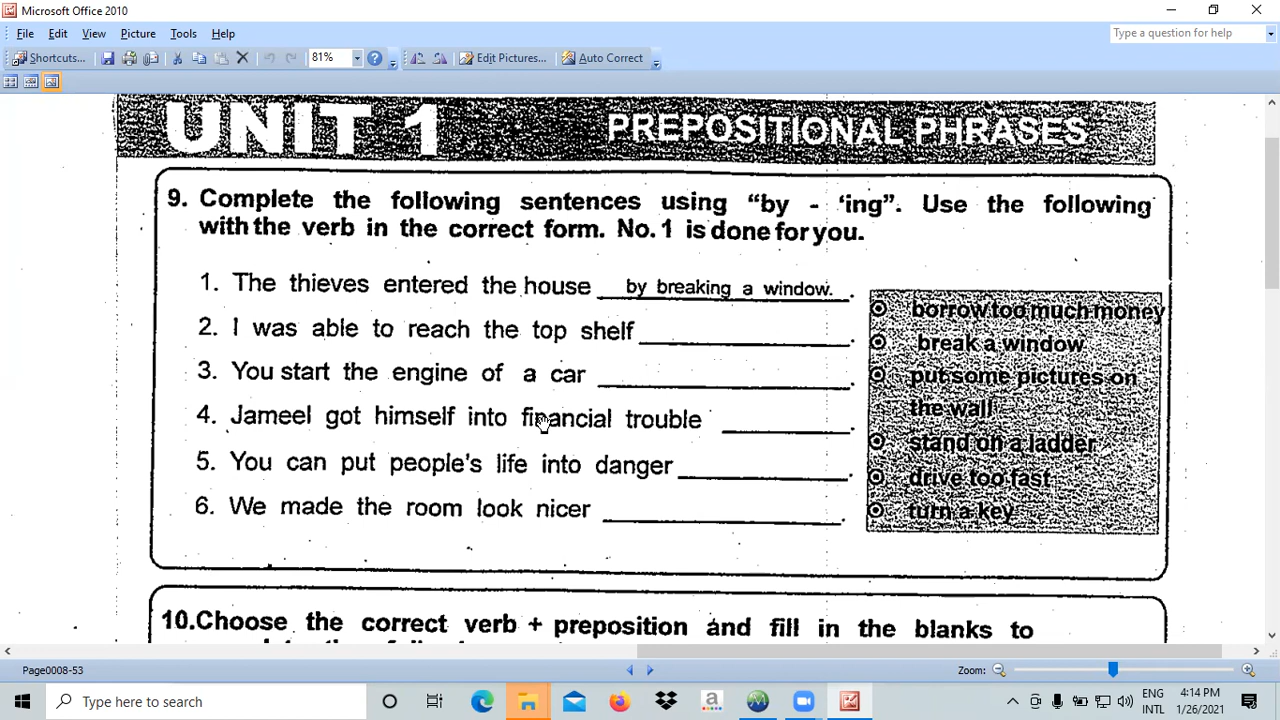 Microsoft Office 2010
File Edit View Picture Tools Help
Type a question for help
Shortcuts... 81% Edit Pictures... Auto Correct
UNIT 1 PREPOSITIONAL PHRASES
9. Complete the following sentences using "by - 'ing". Use the following
with the verb in the correct form. No. 1 is done for you.
1. The thieves entered the house by breaking a window. .
2. I was able to reach the top shelf .
3. You start the engine of a car .
4. Jameel got himself into financial trouble .
5. You can put people's life into danger .
6. We made the room look nicer .
borrow too much money
break a window
put some pictures on
the wall
stand on a ladder
drive too fast
turn a key
10.Choose the correct verb + preposition and fill in the blanks to
Page0008-53
Zoom:
Type here to search
a
ENG
INTL
4:14 PM
1/26/2021